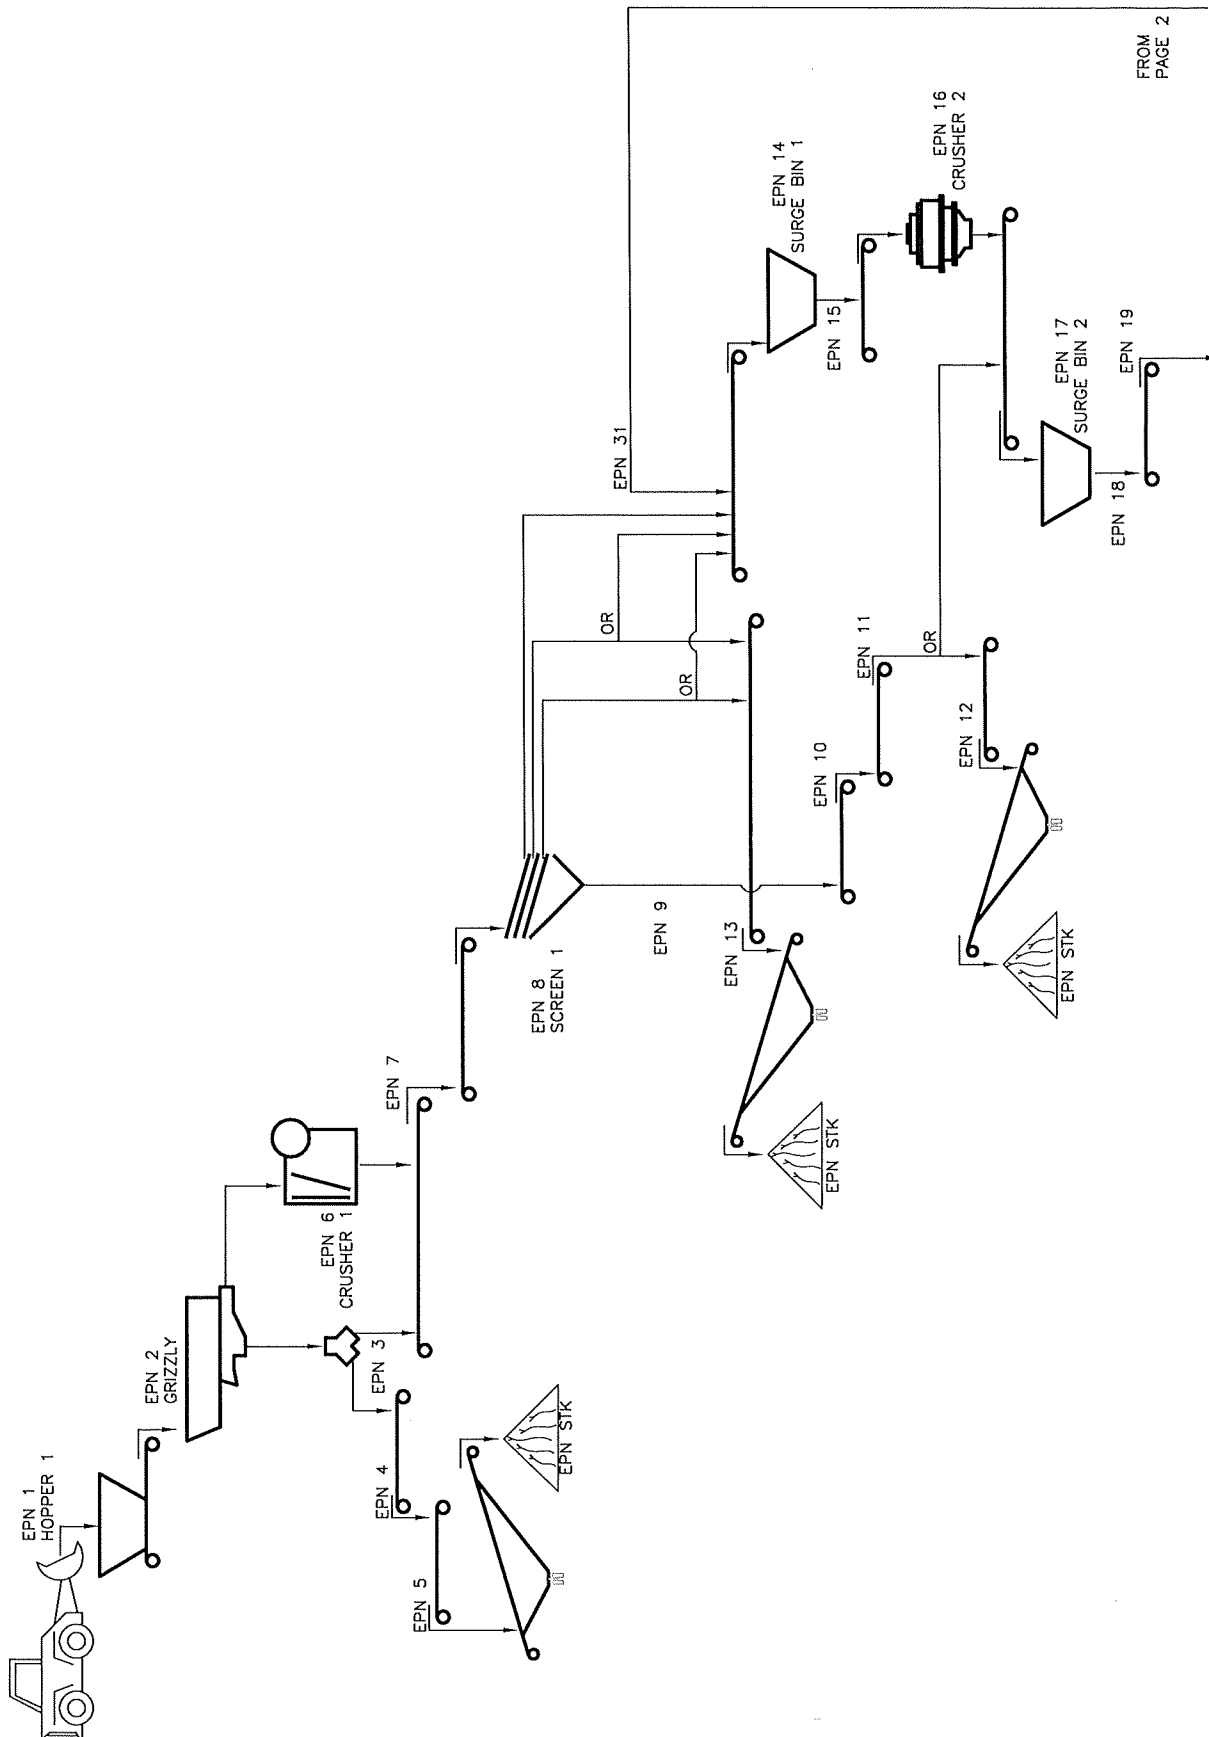 EPN 1
HOPPER 1
EPN 2
GRIZZLY
EPN 3
EPN 4
EPN 5
EPN STK
EPN 6
CRUSHER 1
EPN 7
EPN 8
SCREEN 1
EPN 9
EPN 10
EPN 11
OR
EPN 12
EPN STK
EPN 13
EPN STK
OR
OR
EPN 31
EPN 14
SURGE BIN 1
EPN 15
EPN 16
CRUSHER 2
EPN 17
SURGE BIN 2
EPN 18
EPN 19
FROM
PAGE 2